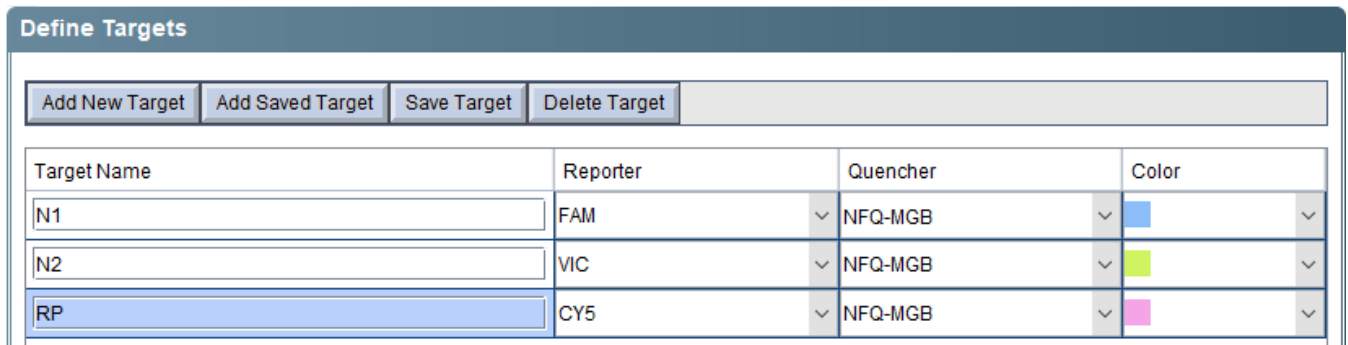 Define Targets
Add New Target Add Saved Target Save Target Delete Target
Target Name Reporter Quencher Color
N1 FAM NFQ-MGB
N2 VIC NFQ-MGB
RP CY5 NFQ-MGB